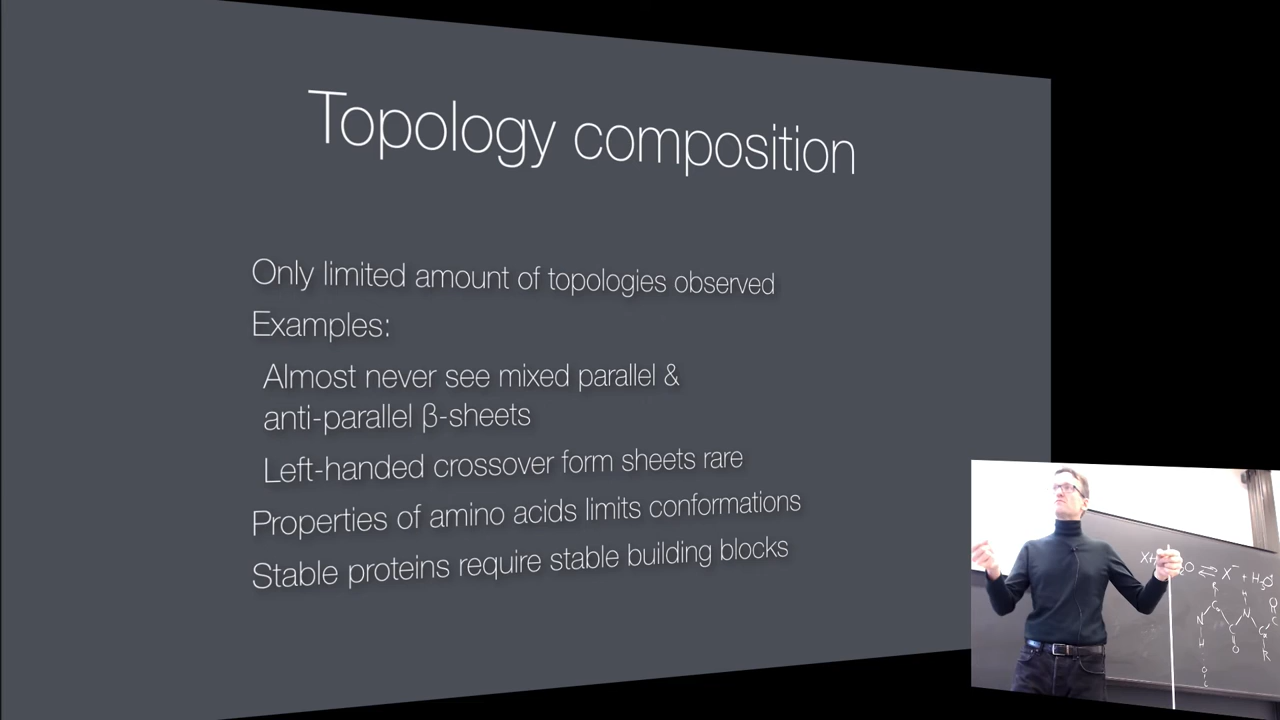 Topology composition
Only limited amount of topologies observed
Examples:
Almost never see mixed parallel &
anti-parallel β-sheets
Left-handed crossover form sheets rare
Properties of amino acids limits conformations
Stable proteins require stable building blocks
⇌ X⁻ + H₃O